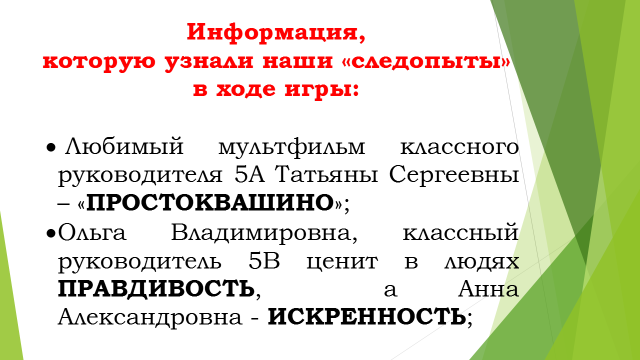 Информация,
которую узнали наши «следопыты»
в ходе игры:
• Любимый мультфильм классного
руководителя 5А Татьяны Сергеевны
– «ПРОСТОКВАШИНО»;
•Ольга Владимировна, классный
руководитель 5В ценит в людях
ПРАВДИВОСТЬ, а Анна
Александровна - ИСКРЕННОСТЬ;